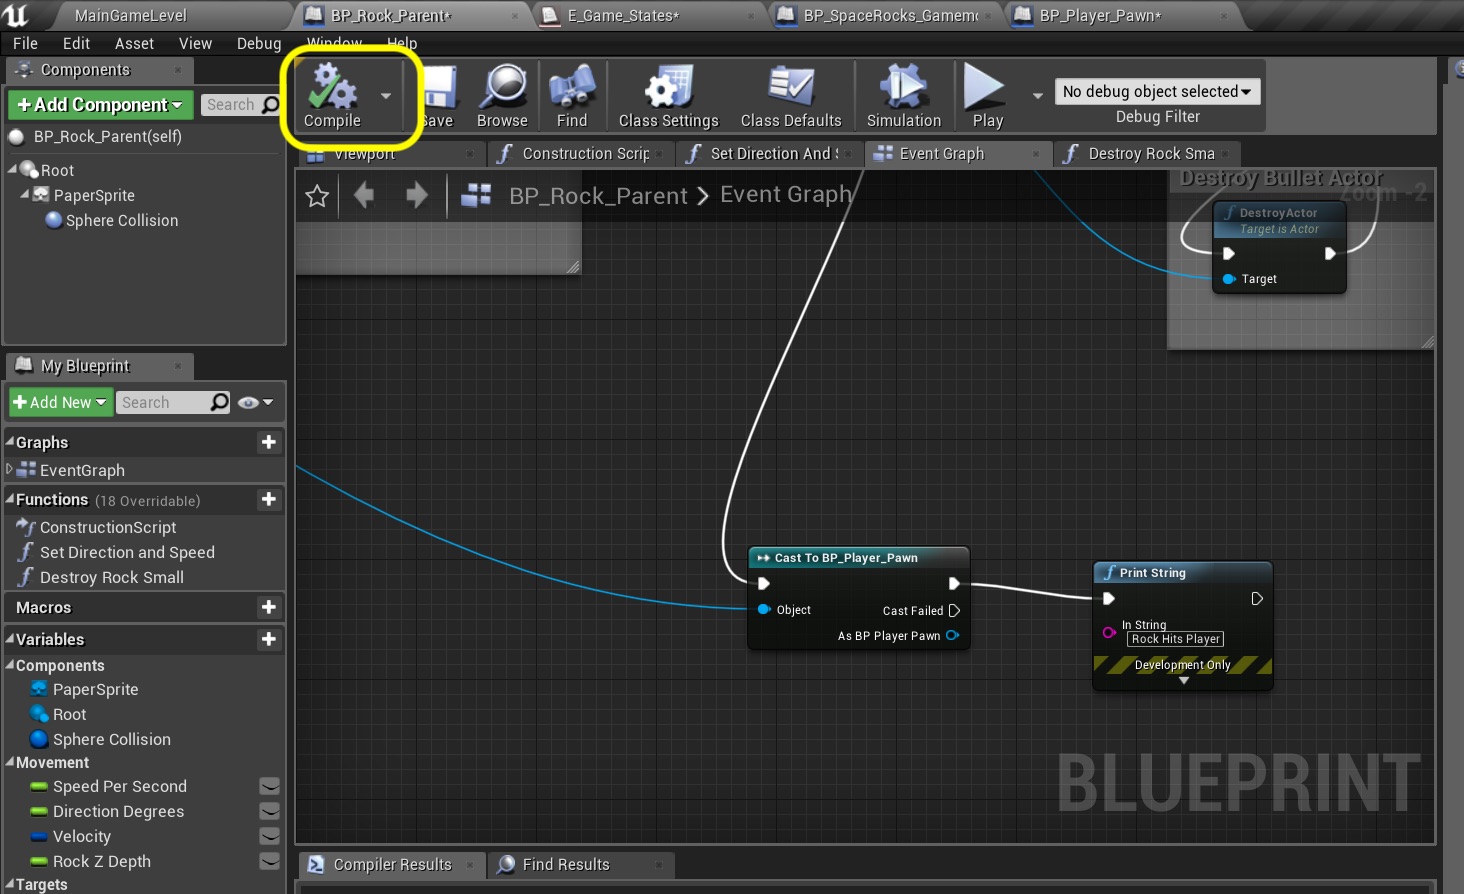 MainGameLevel
BP_Rock_Parent*
E_Game_States*
BP_SpaceRocks_Gamem
BP_Player_Pawn*
File Edit Asset View Debug Window Help
Components
+Add Component
Search
BP_Rock_Parent(self)
Root
PaperSprite
Sphere Collision
Compile
Save
Browse
Find
Class Settings
Class Defaults
Simulation
Play
No debug object selected
Debug Filter
Viewport
Construction Scrip
Set Direction And S
Event Graph
Destroy Rock Sma
BP_Rock_Parent > Event Graph
Zoom -2
Destroy Bullet Actor
DestroyActor
Target is Actor
Target
My Blueprint
+Add New
Search
Graphs
EventGraph
Functions (18 Overridable)
ConstructionScript
Set Direction and Speed
Destroy Rock Small
Macros
Variables
Components
PaperSprite
Root
Sphere Collision
Movement
Speed Per Second
Direction Degrees
Velocity
Rock Z Depth
Targets
Cast To BP_Player_Pawn
Object
Cast Failed
As BP Player Pawn
Print String
In String
Rock Hits Player
Development Only
BLUEPRINT
Compiler Results
Find Results